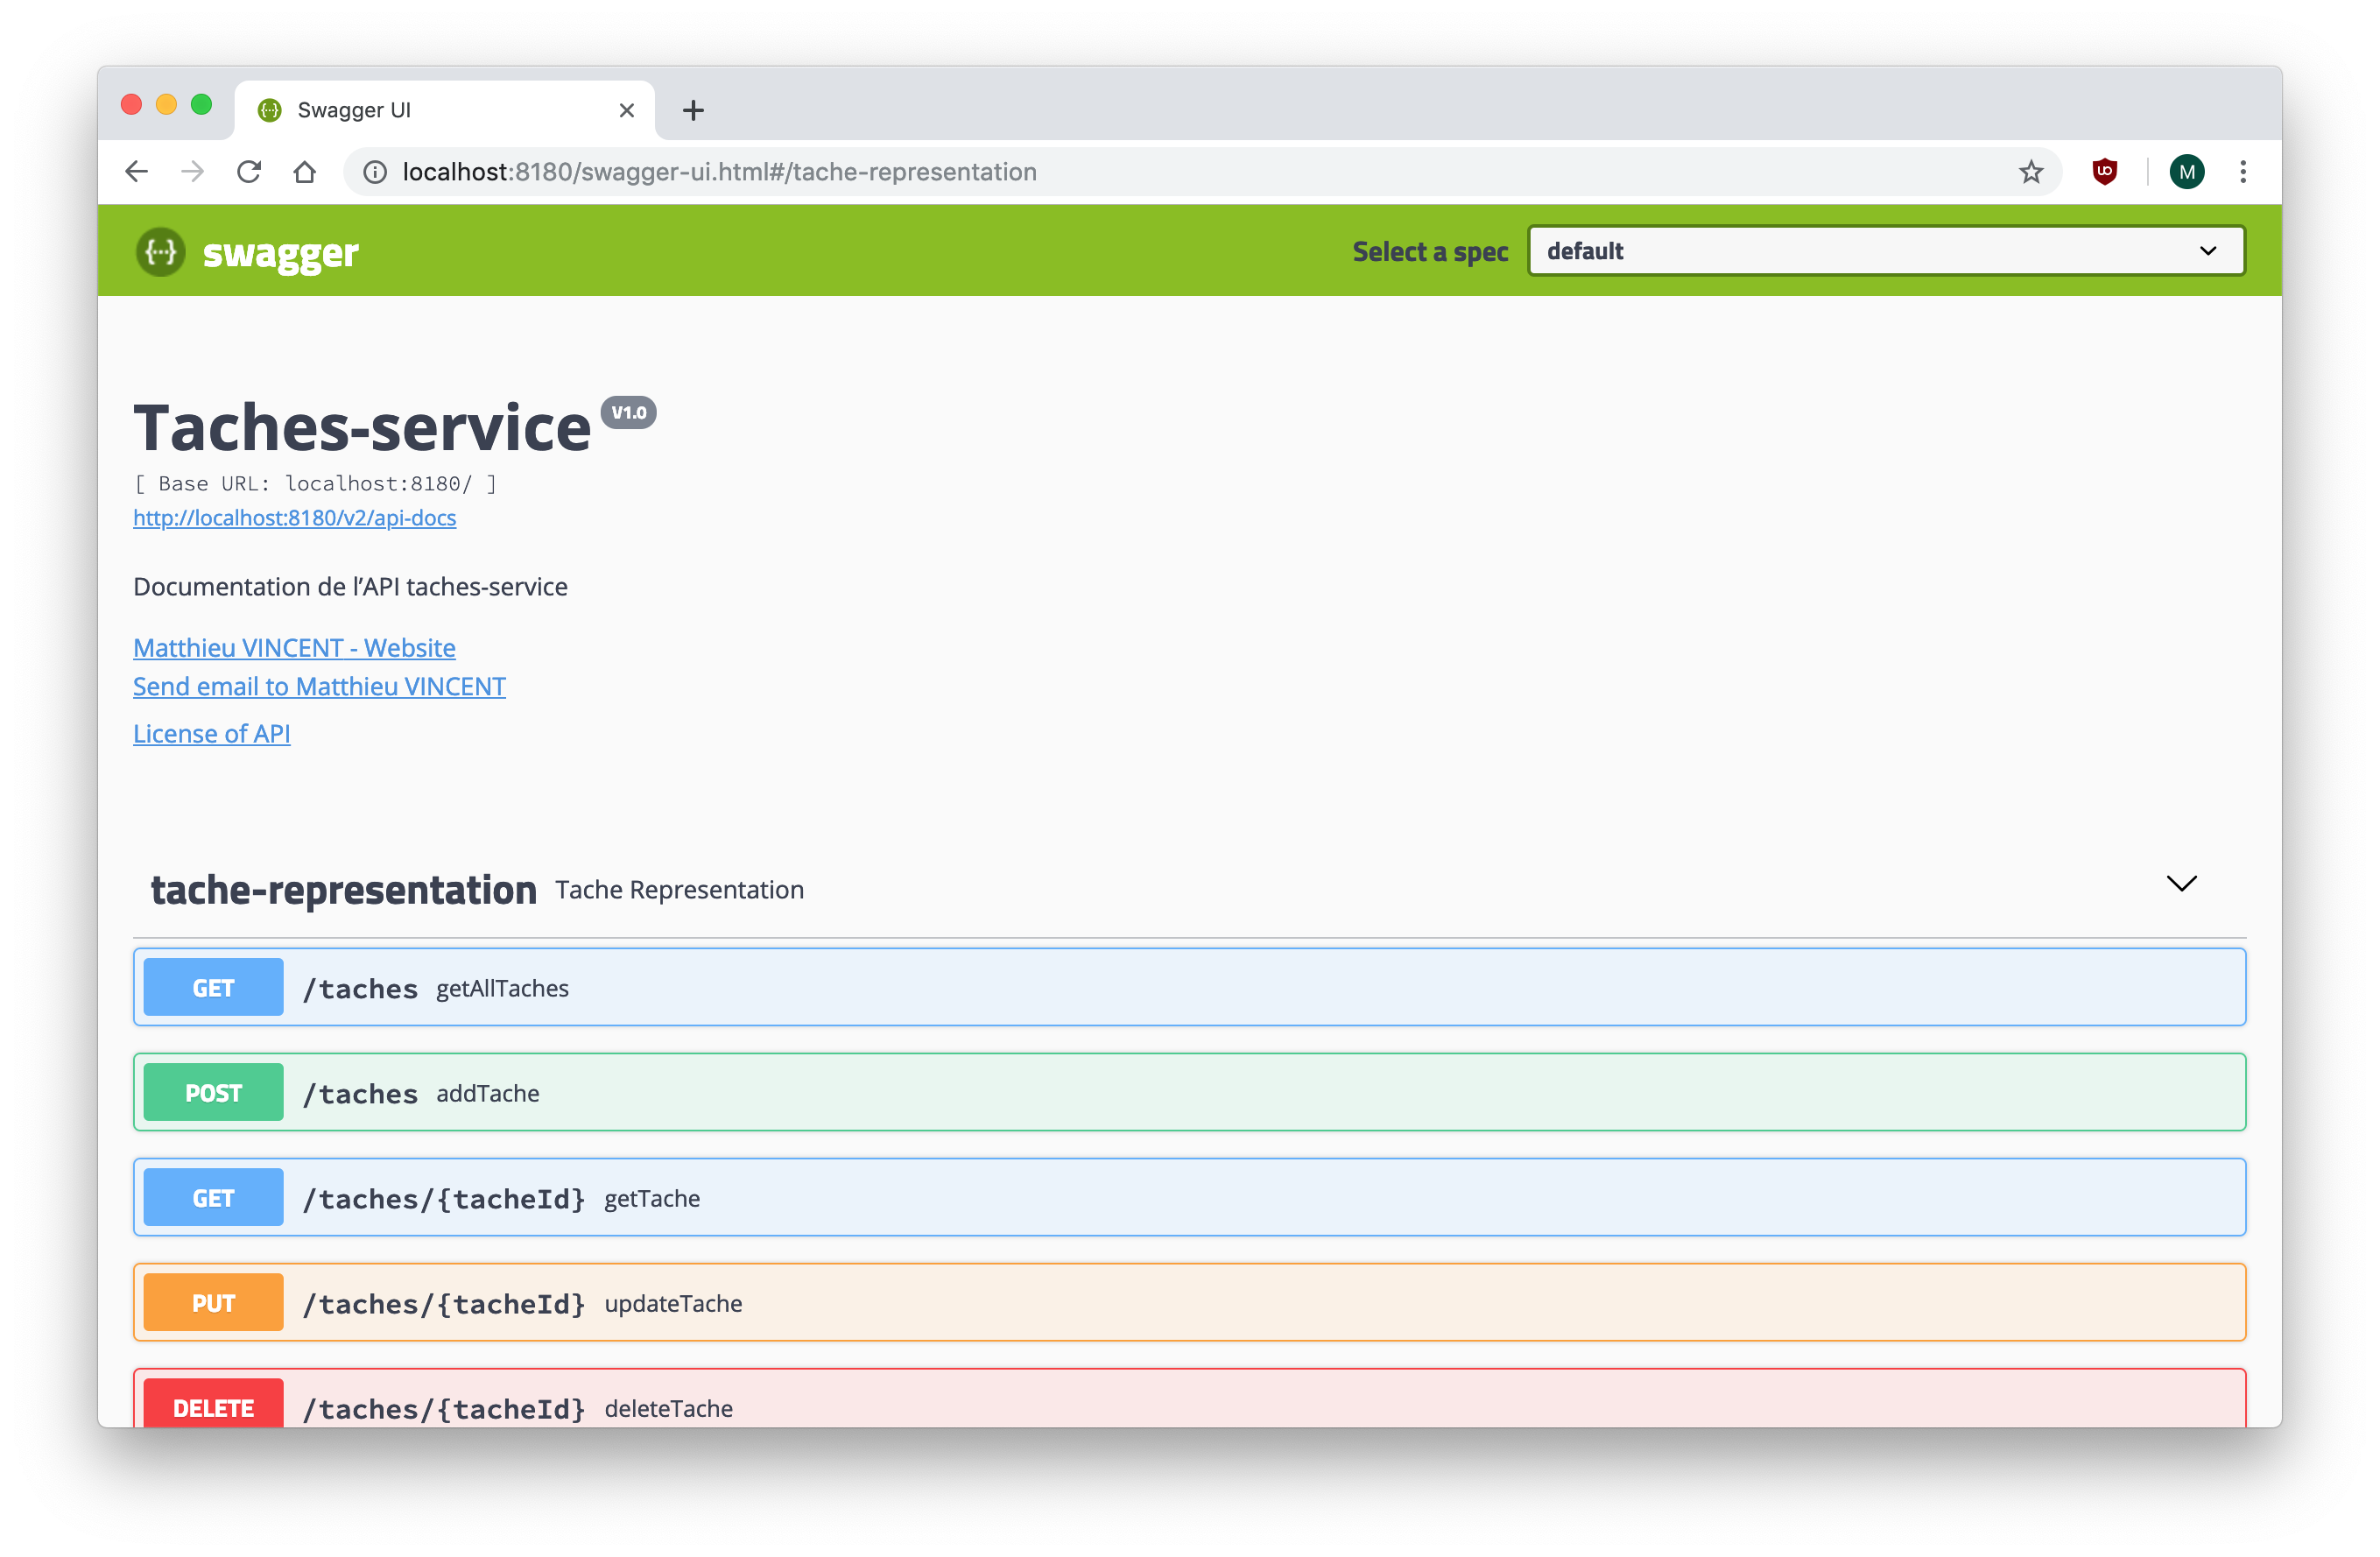 Swagger UI
localhost:8180/swagger-ui.html#/tache-representation
M
{···} swagger
Select a spec default
Taches-service V1.0
[ Base URL: localhost:8180/ ]
http://localhost:8180/v2/api-docs
Documentation de l’API taches-service
Matthieu VINCENT - Website
Send email to Matthieu VINCENT
License of API
tache-representation Tache Representation
GET /taches getAllTaches
POST /taches addTache
GET /taches/{tacheId} getTache
PUT /taches/{tacheId} updateTache
DELETE /taches/{tacheId} deleteTache